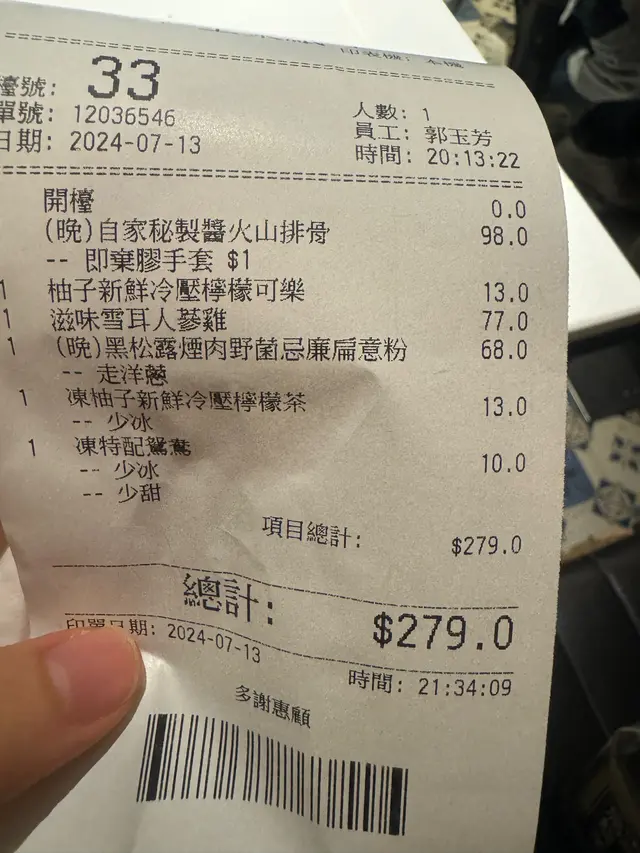 檯號: 33
單號: 12036546 人數: 1
員工: 郭玉芳
日期: 2024-07-13 時間: 20:13:22
開檯 0.0
(晚)自家秘製醬火山排骨 98.0
-- 即棄膠手套 $1
1 柚子新鮮冷壓檸檬可樂 13.0
1 滋味雪耳人蔘雞 77.0
1 (晚)黑松露煙肉野菌忌廉扁意粉 68.0
-- 走洋蔥
1 凍柚子新鮮冷壓檸檬茶 13.0
-- 少冰
1 凍特配鴛鴦 10.0
-- 少冰
-- 少甜
項目總計: $279.0
總計: $279.0
印單日期: 2024-07-13 時間: 21:34:09
多謝惠顧